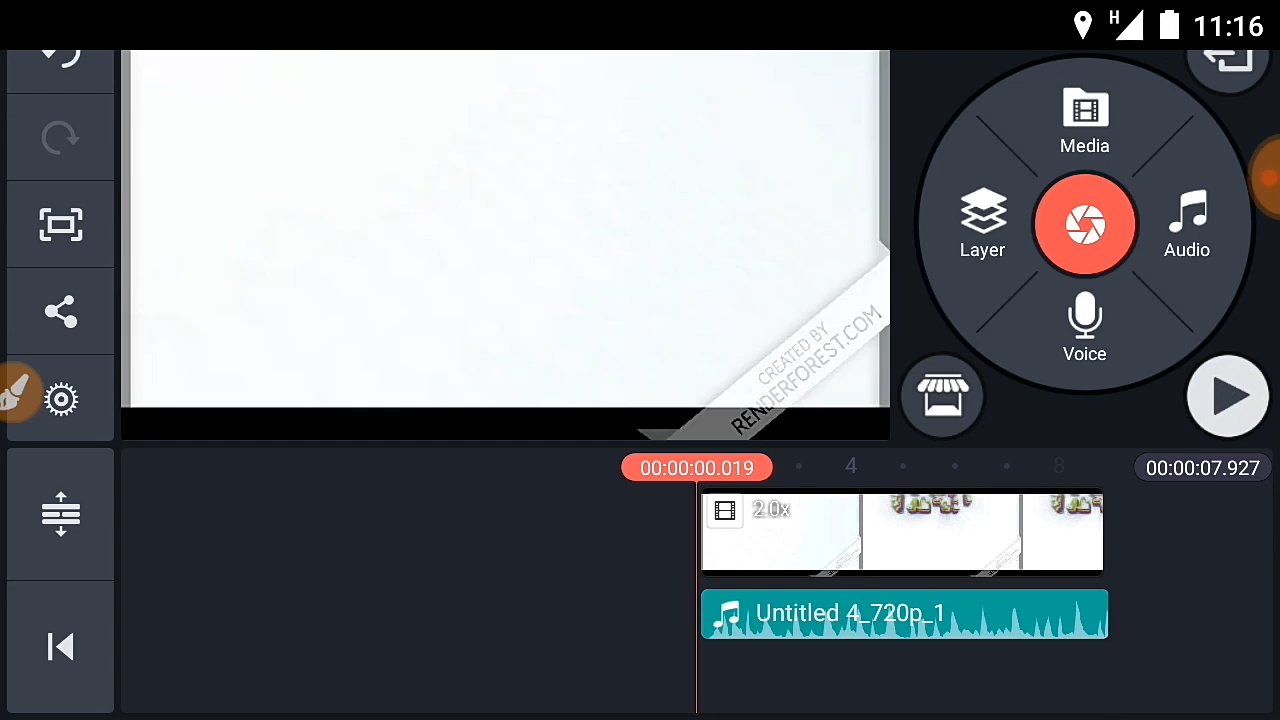 H
11:16
Media
Layer
Audio
Voice
CREATED BY
RENDERFOREST.COM
00:00:00.019
4
8
00:00:07.927
2.0x
Untitled 4_720p_1